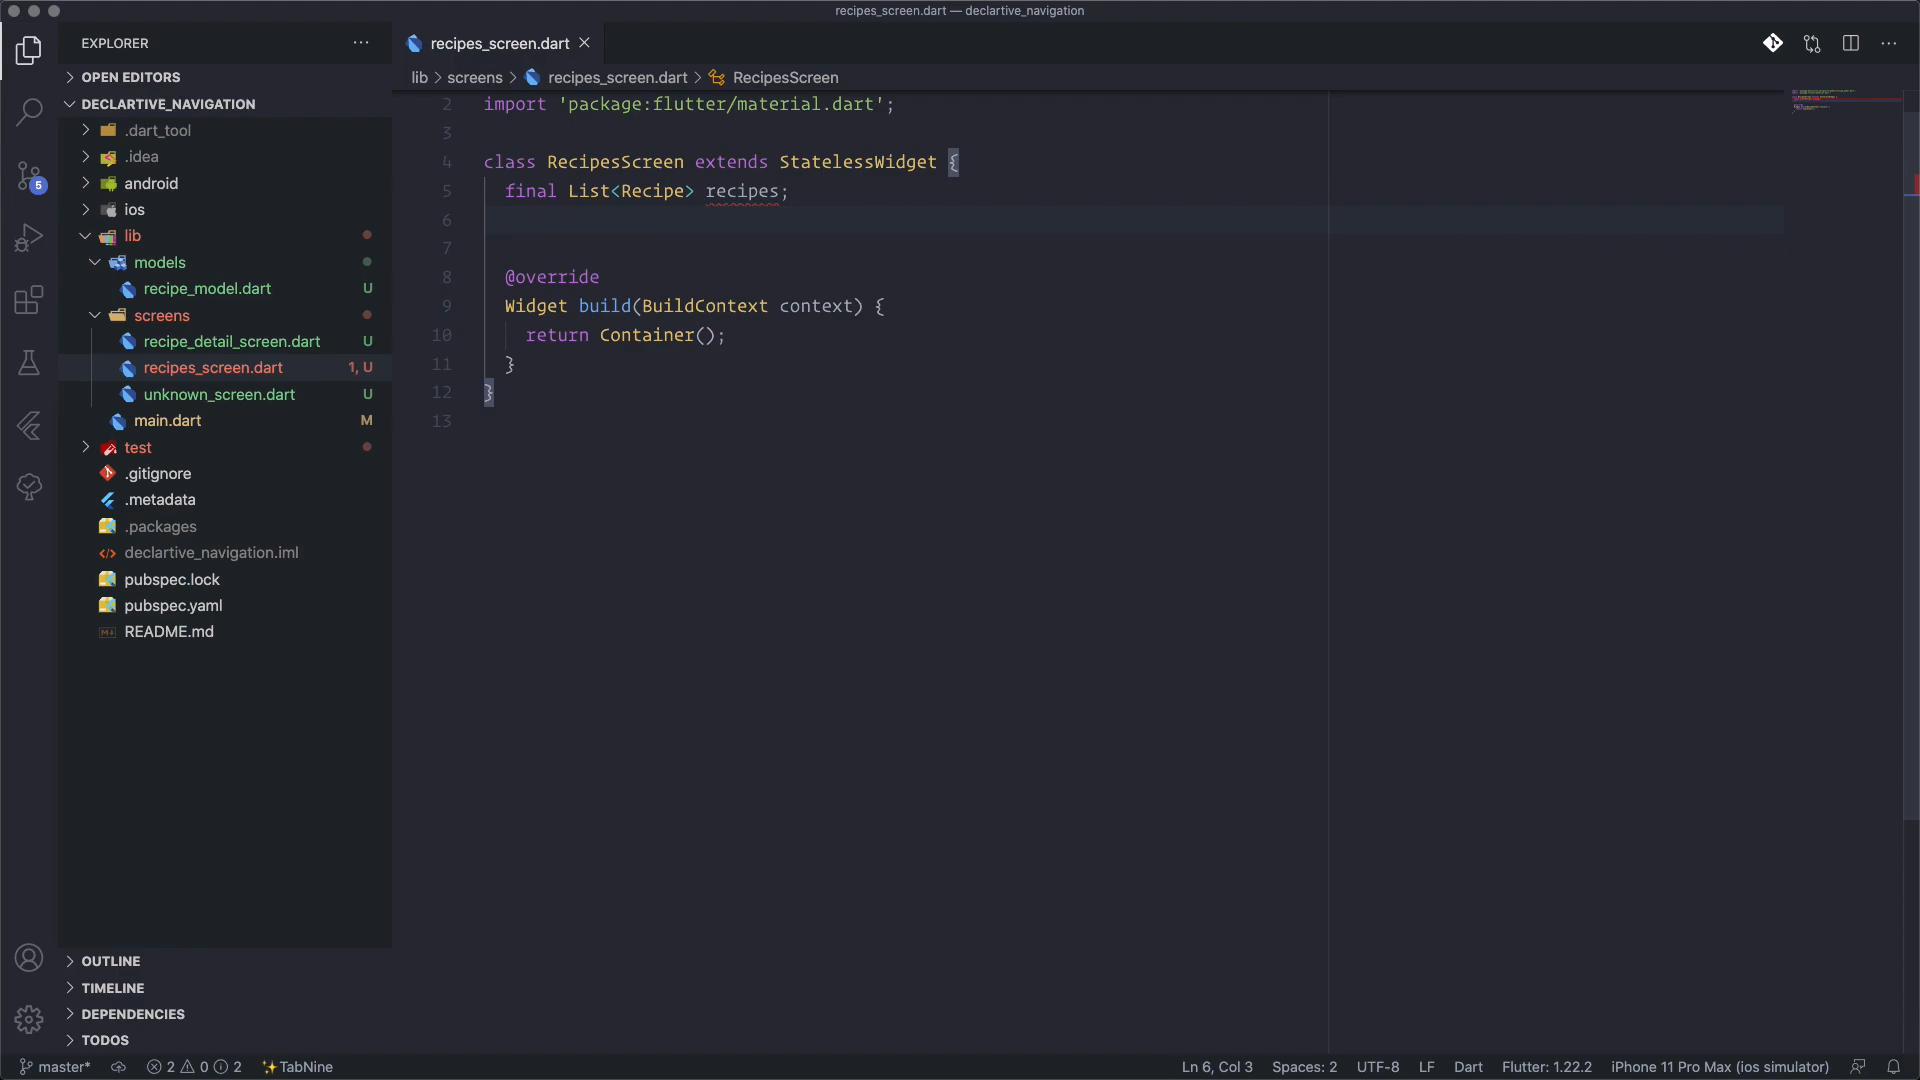 recipes_screen.dart — declartive_navigation
EXPLORER
OPEN EDITORS
DECLARTIVE_NAVIGATION
.dart_tool
.idea
android
ios
lib
models
recipe_model.dart U
screens
recipe_detail_screen.dart U
recipes_screen.dart 1, U
unknown_screen.dart U
main.dart M
test
.gitignore
.metadata
.packages
declartive_navigation.iml
pubspec.lock
pubspec.yaml
README.md
OUTLINE
TIMELINE
DEPENDENCIES
TODOS
5
recipes_screen.dart
lib > screens > recipes_screen.dart > RecipesScreen
2 import 'package:flutter/material.dart';
3
4 class RecipesScreen extends StatelessWidget {
5 final List<Recipe> recipes;
6
7
8 @override
9 Widget build(BuildContext context) {
10 return Container();
11 }
12 }
13
master* 2 0 2 TabNine Ln 6, Col 3 Spaces: 2 UTF-8 LF Dart Flutter: 1.22.2 iPhone 11 Pro Max (ios simulator)